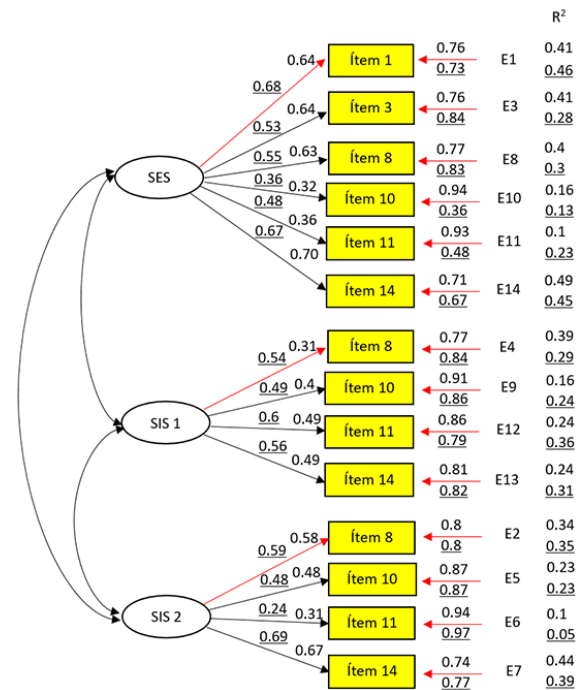 R²
0.64 0.76 E1 0.41
Ítem 1
0.68 0.73 0.46
0.64 0.76 E3 0.41
Ítem 3
0.53 0.84 0.28
0.63 0.77 E8 0.4
Ítem 8
0.55 0.83 0.3
SES
0.36 0.32 0.94 E10 0.16
Ítem 10
0.36 0.13
0.48 0.36 0.93 E11 0.1
Ítem 11
0.48 0.23
0.67 0.70 0.71 E14 0.49
Ítem 14
0.67 0.45
0.31 0.77 E4 0.39
Ítem 8
0.54 0.84 0.29
0.49 0.4 0.91 E9 0.16
Ítem 10
0.86 0.24
SIS 1
0.6 0.49 0.86 E12 0.24
Ítem 11
0.79 0.36
0.56 0.49 0.81 E13 0.24
Ítem 14
0.82 0.31
0.58 0.8 E2 0.34
Ítem 8
0.59 0.8 0.35
0.48 0.48 0.87 E5 0.23
Ítem 10
0.87 0.23
SIS 2
0.24 0.31 0.94 E6 0.1
Ítem 11
0.97 0.05
0.69 0.67 0.74 E7 0.44
Ítem 14
0.77 0.39